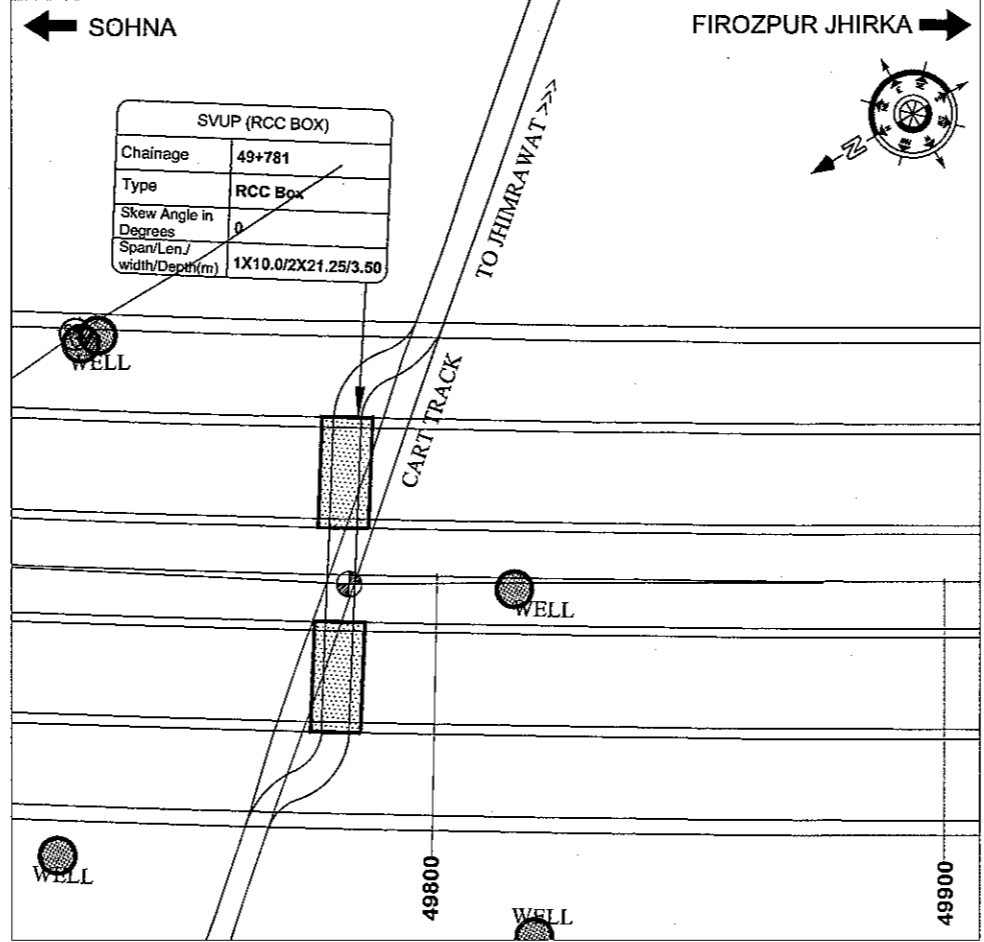 SOHNA
FIROZPUR JHIRKA
N
SVUP (RCC BOX)
Chainage 49+781
Type RCC Box
Skew Angle in
Degrees 0
Span/Len./
width/Depth(m) 1X10.0/2X21.25/3.50
TO JHIMRAWAT >>>
CART TRACK
WELL
WELL
WELL
WELL
49800
49900